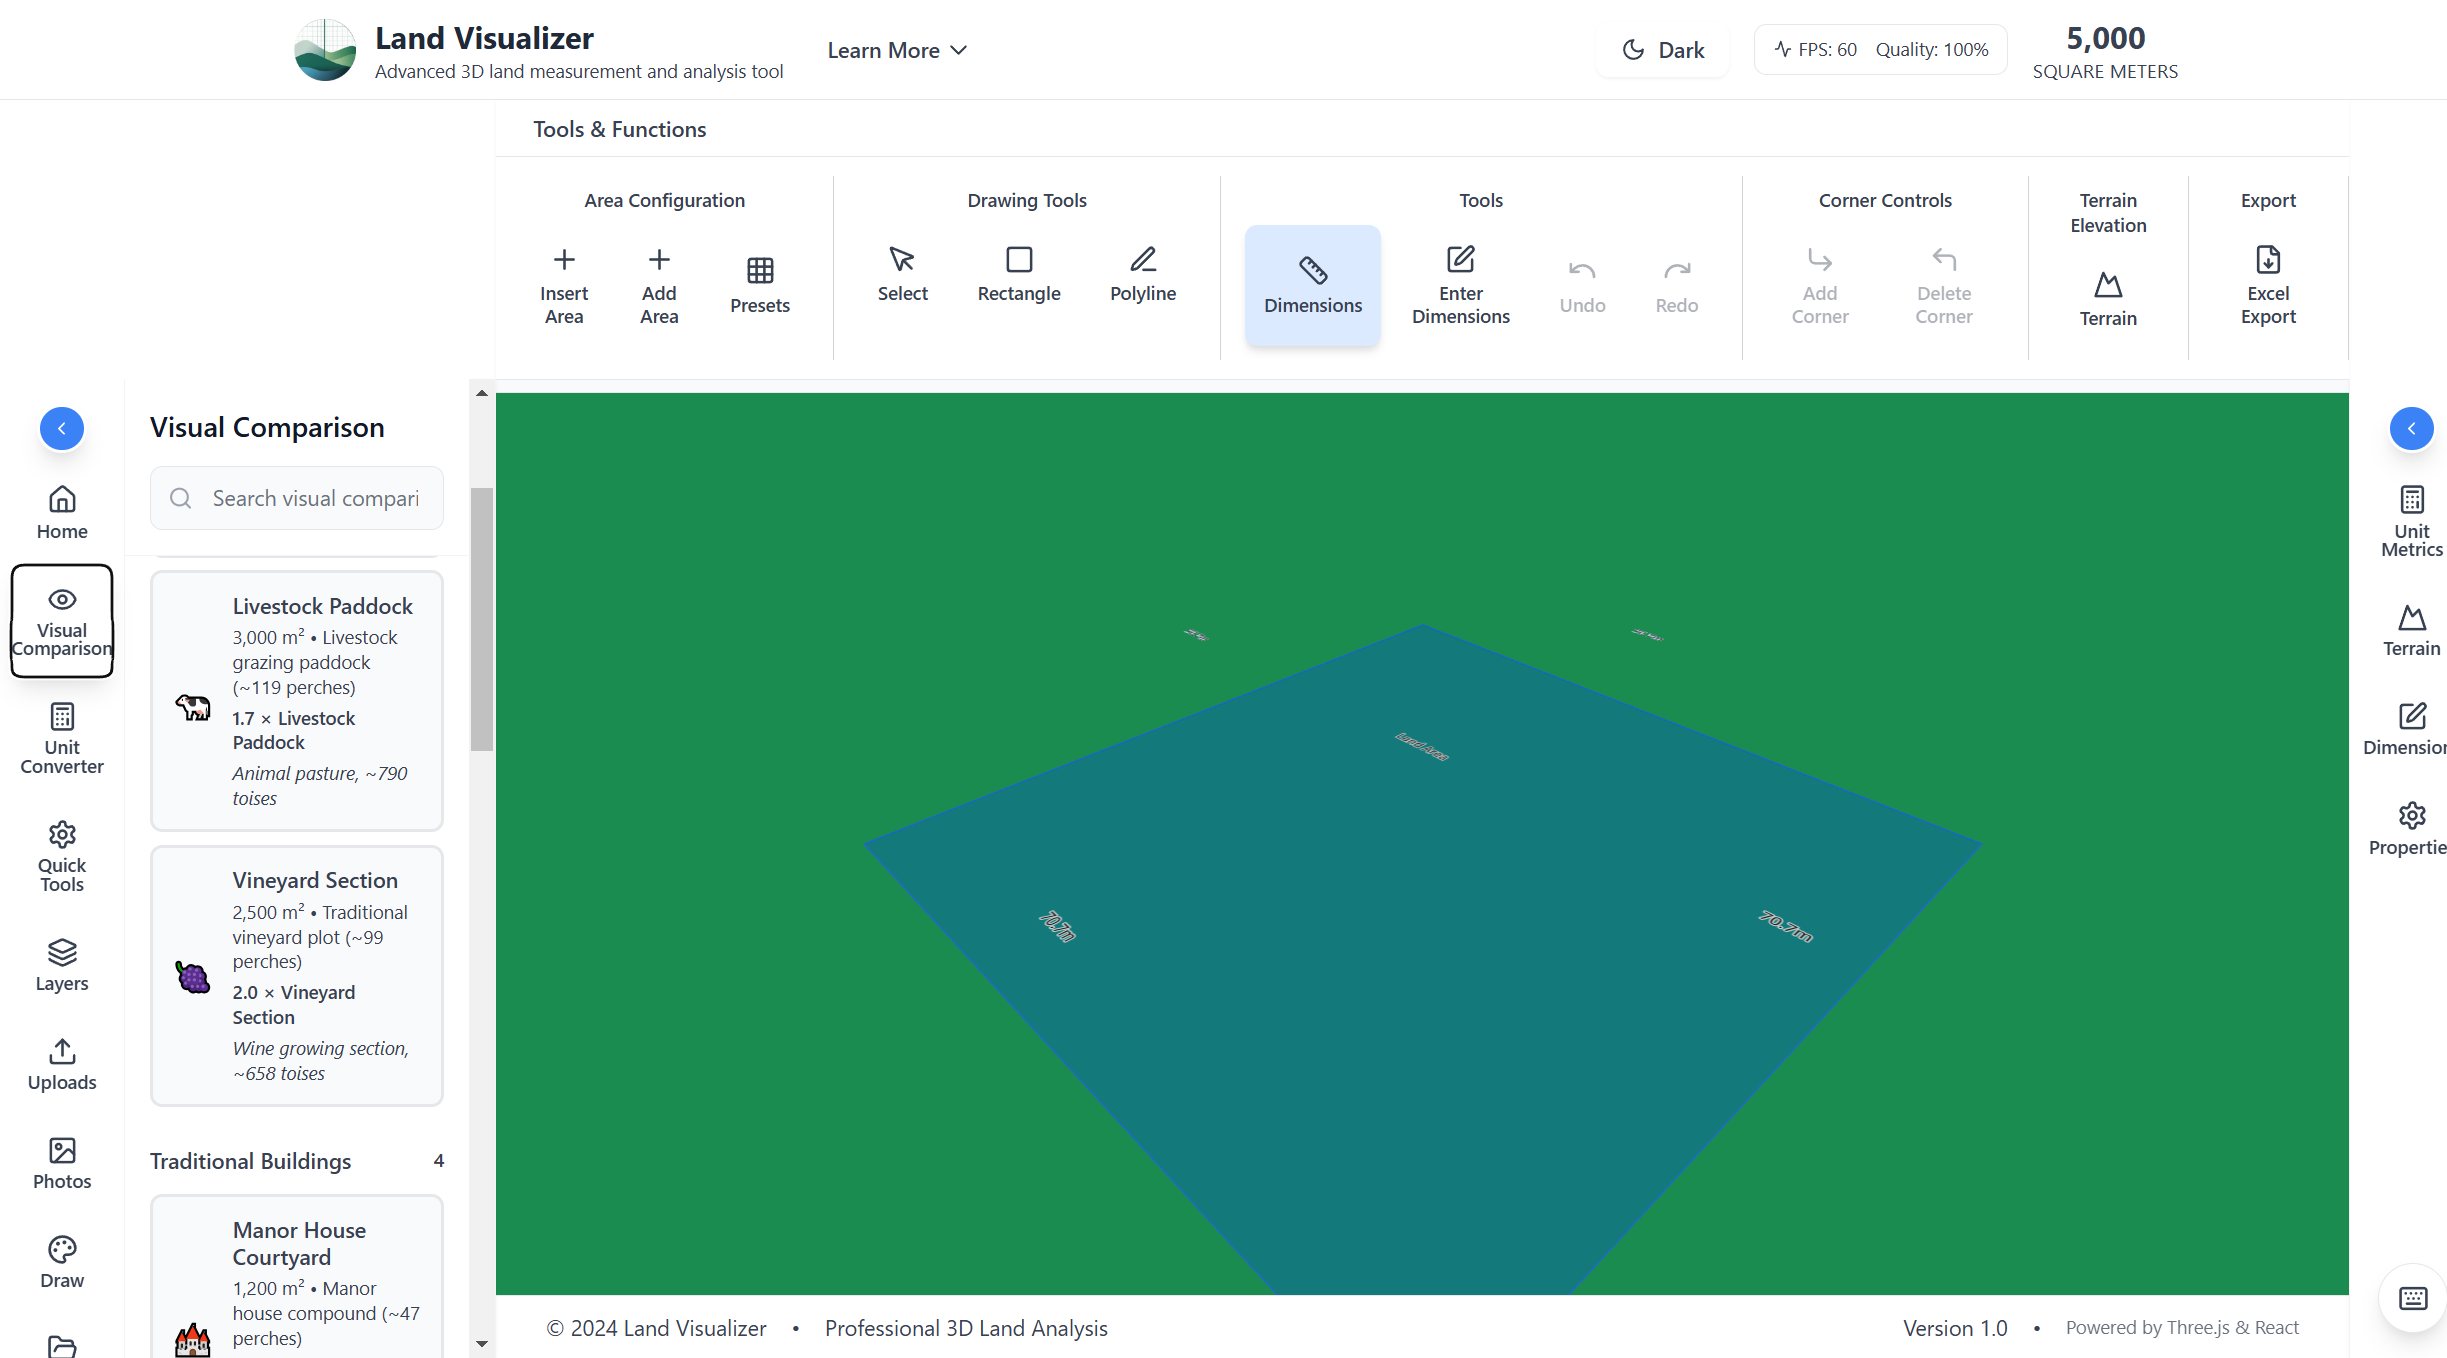 Land Visualizer
Advanced 3D land measurement and analysis tool
Learn More
Dark
FPS: 60 Quality: 100%
5,000
SQUARE METERS
Tools & Functions
Area Configuration
Insert
Area
Add
Area
Presets
Drawing Tools
Select
Rectangle
Polyline
Tools
Dimensions
Enter
Dimensions
Undo
Redo
Corner Controls
Add
Corner
Delete
Corner
Terrain
Elevation
Terrain
Export
Excel
Export
Home
Visual
Comparison
Unit
Converter
Quick
Tools
Layers
Uploads
Photos
Draw
Visual Comparison
Search visual compari
Livestock Paddock
3,000 m² • Livestock
grazing paddock
(~119 perches)
1.7 × Livestock
Paddock
Animal pasture, ~790
toises
Vineyard Section
2,500 m² • Traditional
vineyard plot (~99
perches)
2.0 × Vineyard
Section
Wine growing section,
~658 toises
Traditional Buildings 4
Manor House
Courtyard
1,200 m² • Manor
house compound (~47
perches)
Land Area
70.7m
70.7m
Unit
Metrics
Terrain
Dimension
Propertie
© 2024 Land Visualizer • Professional 3D Land Analysis
Version 1.0 • Powered by Three.js & React